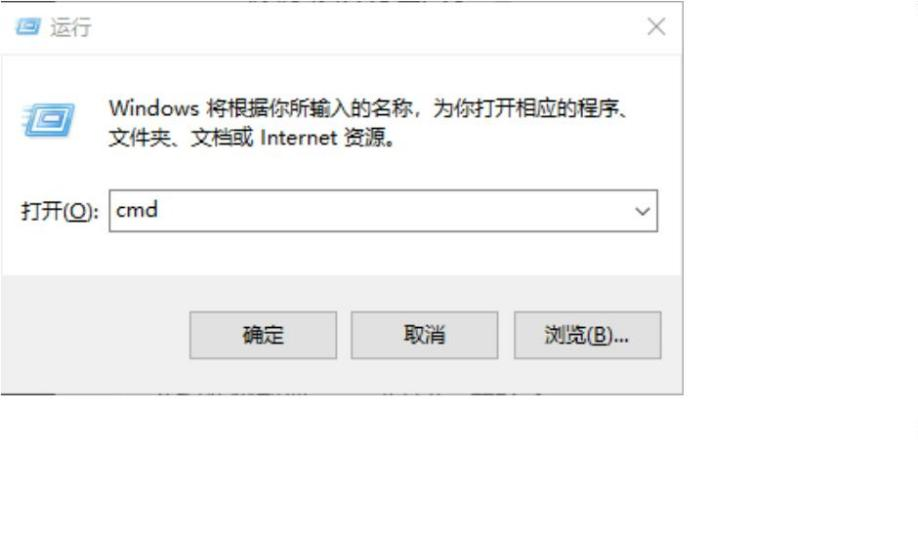 运行
Windows 将根据你所输入的名称，为你打开相应的程序、
文件夹、文档或 Internet 资源。
打开(O): cmd
确定 取消 浏览(B)...